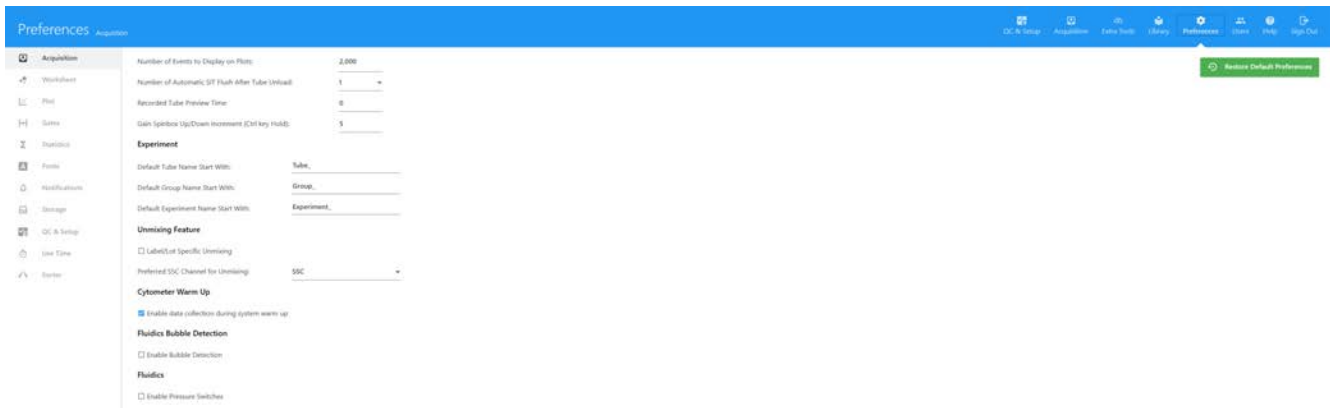 Preferences Acquisition
QC & Setup Acquisition Extra Tools Library Preferences Users Help Sign Out
Restore Default Preferences
Acquisition
Worksheet
Plot
Gates
Statistics
Fonts
Notifications
Storage
QC & Setup
Live Time
Sorter
Number of Events to Display on Plots: 2,000
Number of Automatic SIT Flush After Tube Unload: 1
Recorded Tube Preview Time 0
Gain Spinbox Up/Down Increment (Ctrl key Hold): 5
Experiment
Default Tube Name Start With: Tube_
Default Group Name Start With: Group_
Default Experiment Name Start With: Experiment_
Unmixing Feature
Label/Lot Specific Unmixing
Preferred SSC Channel for Unmixing: SSC
Cytometer Warm Up
Enable data collection during system warm up
Fluidics Bubble Detection
Enable Bubble Detection
Fluidics
Enable Pressure Switches